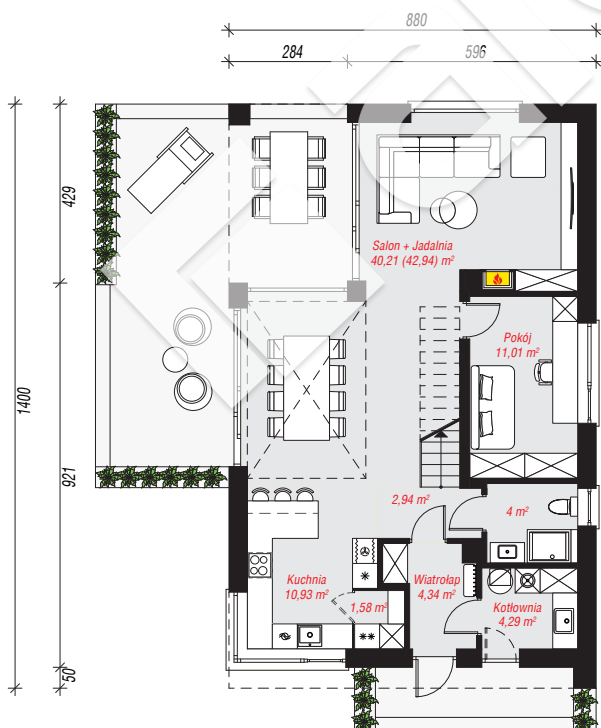 880
284
596
429
1400
921
50
Salon + Jadalnia
40,21 (42,94) m²
Pokój
11,01 m²
2,94 m²
4 m²
Kuchnia
10,93 m²
1,58 m²
Wiatrołap
4,34 m²
Kotłownia
4,29 m²